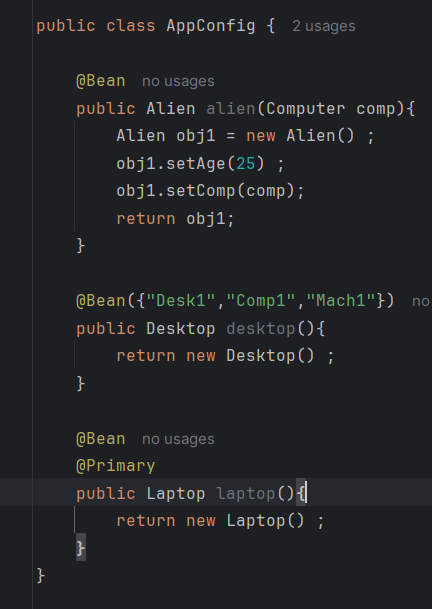 public class AppConfig {  2 usages
@Bean  no usages
public Alien alien(Computer comp){
Alien obj1 = new Alien() ;
obj1.setAge(25) ;
obj1.setComp(comp);
return obj1;
}
@Bean({"Desk1","Comp1","Mach1"})  no
public Desktop desktop(){
return new Desktop() ;
}
@Bean  no usages
@Primary
public Laptop laptop(){
return new Laptop() ;
}
}